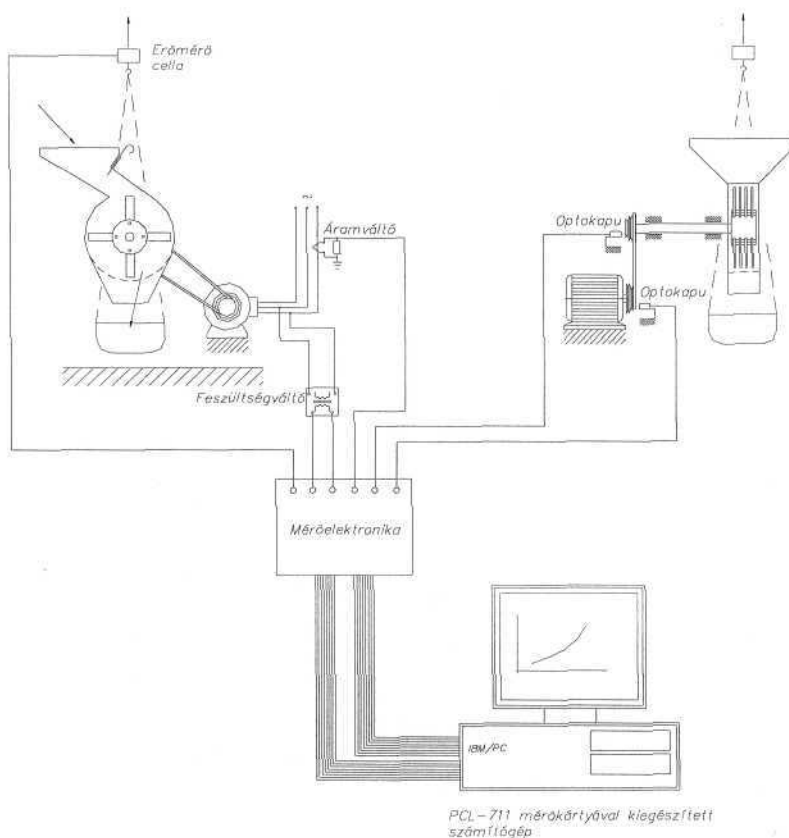 Erőmérő
cella
Áramváltó
Optokapu
Optokapu
Feszültségváltó
Mérőelektronika
IBM/PC
PCL-711 mérőkártyával kiegészített
számítógép